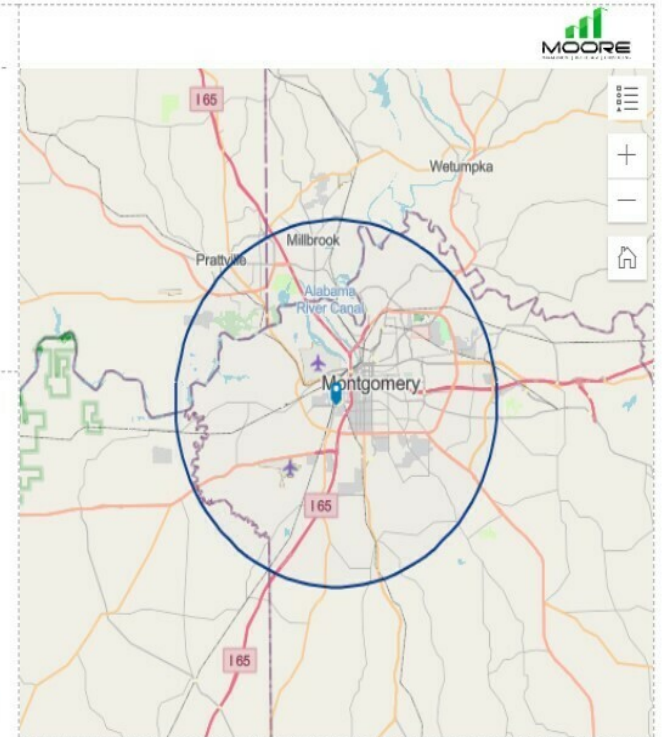 MOORE
I 65
Wetumpka
Millbrook
Prattville
Alabama
River Canal
Montgomery
I 65
I 65